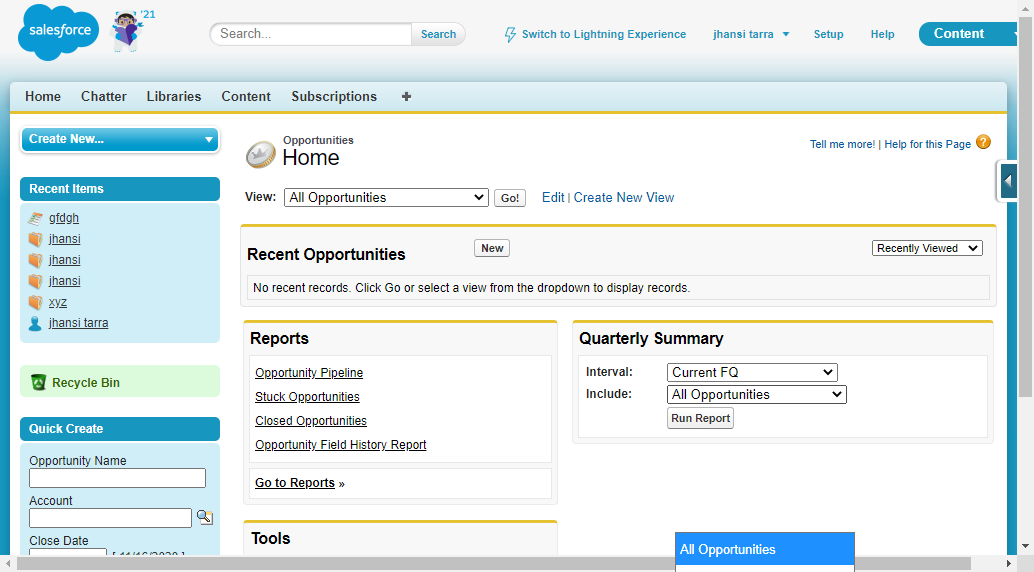 salesforce
'21
Search...
Search
Switch to Lightning Experience
jhansi tarra
Setup
Help
Content
Home
Chatter
Libraries
Content
Subscriptions
Create New...
Opportunities
Home
Tell me more! | Help for this Page
?
Recent Items
gfdgh
jhansi
jhansi
jhansi
xyz
jhansi tarra
Recycle Bin
Quick Create
Opportunity Name
Account
Close Date
View:
All Opportunities
Go!
Edit | Create New View
Recent Opportunities
New
Recently Viewed
No recent records. Click Go or select a view from the dropdown to display records.
Reports
Opportunity Pipeline
Stuck Opportunities
Closed Opportunities
Opportunity Field History Report
Go to Reports »
Quarterly Summary
Interval:
Current FQ
Include:
All Opportunities
Run Report
Tools
All Opportunities